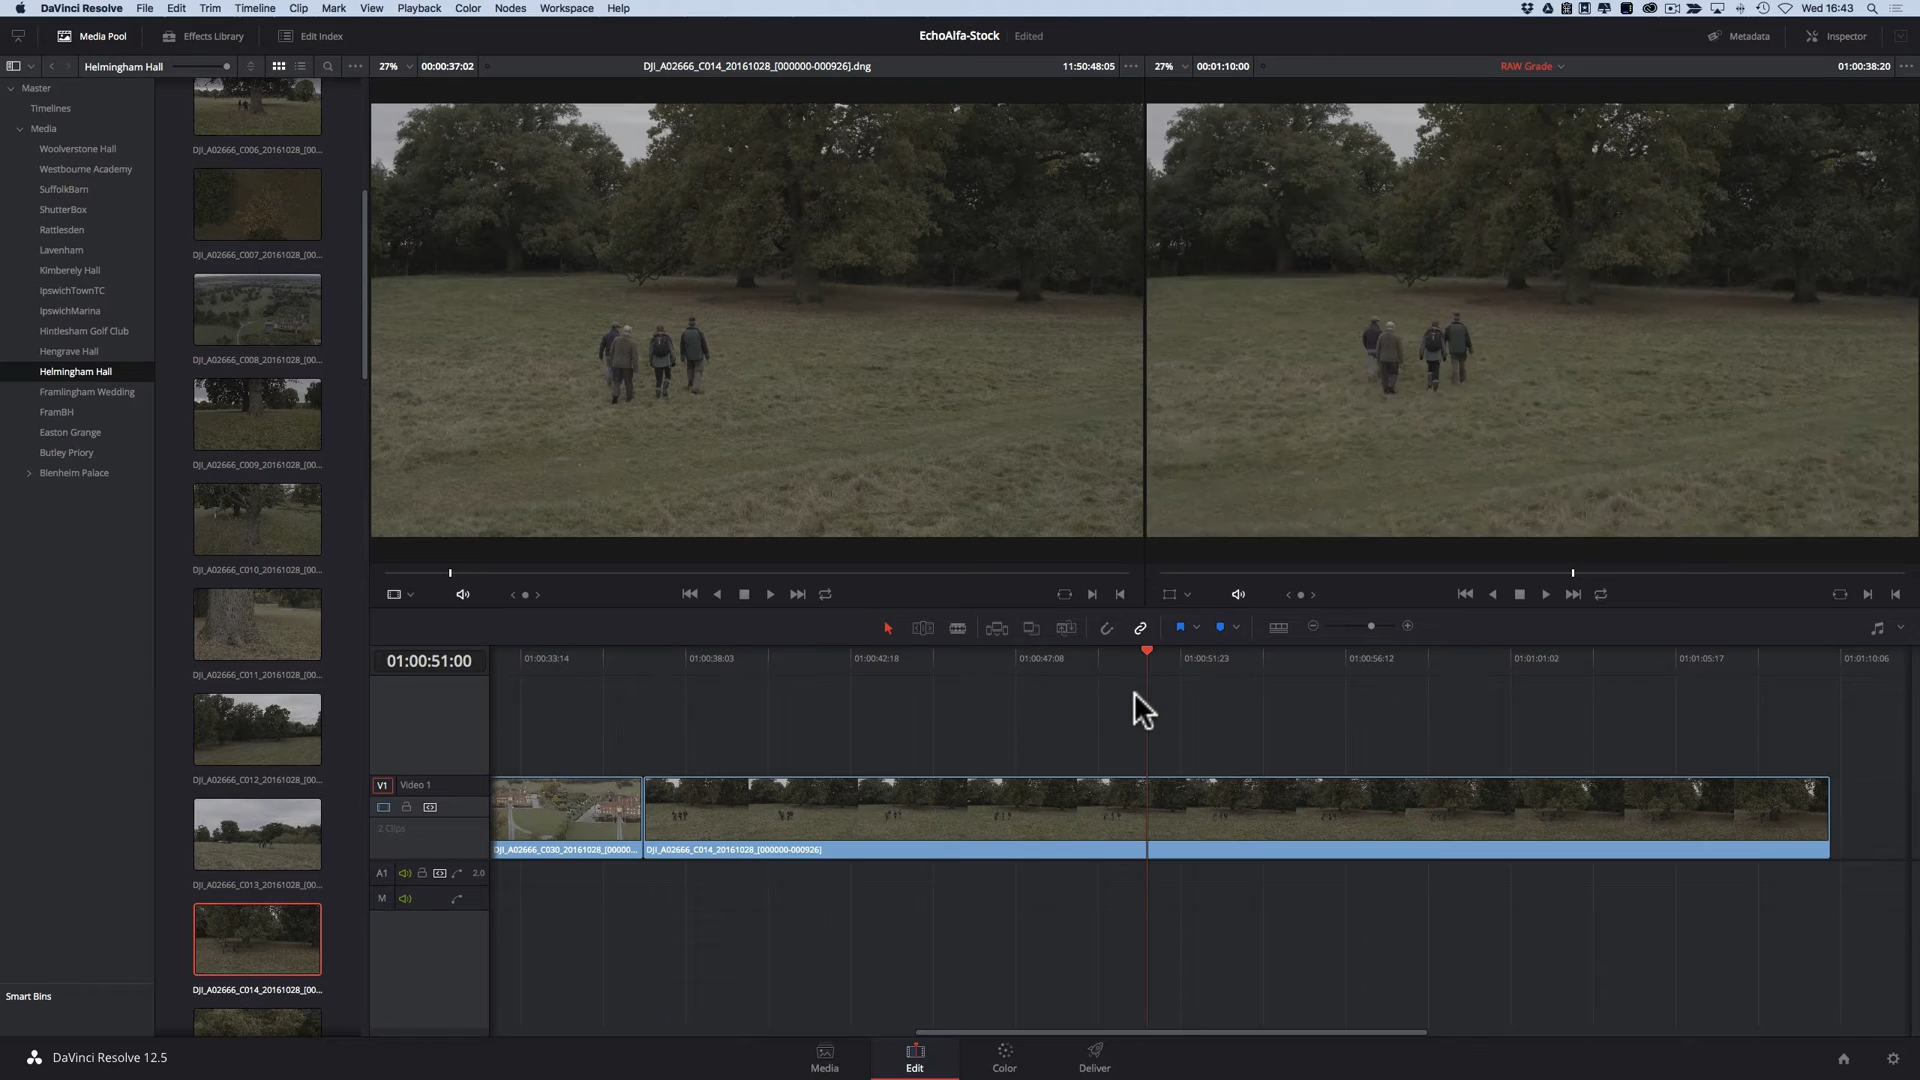 DaVinci Resolve File Edit Trim Timeline Clip Mark View Playback Color Nodes Workspace Help Wed 16:43
Media Pool Effects Library Edit Index EchoAlfa-Stock Edited Metadata Inspector
Helmingham Hall 27% 00:00:37:02 DJI_A02666_C014_20161028_[000000-000926].dng 11:50:48:05 27% 00:01:10:00 RAW Grade 01:00:38:20
Master
Timelines
Media
Woolverstone Hall
Westbourne Academy
SuffolkBarn
ShutterBox
Rattlesden
Lavenham
Kimberely Hall
IpswichTownTC
IpswichMarina
Hintlesham Golf Club
Hengrave Hall
Helmingham Hall
Framlingham Wedding
FramBH
Easton Grange
Butley Priory
Blenheim Palace
Smart Bins
DJI_A02666_C006_20161028_[00...
DJI_A02666_C007_20161028_[00...
DJI_A02666_C008_20161028_[00...
DJI_A02666_C009_20161028_[00...
DJI_A02666_C010_20161028_[00...
DJI_A02666_C011_20161028_[00...
DJI_A02666_C012_20161028_[00...
DJI_A02666_C013_20161028_[00...
DJI_A02666_C014_20161028_[00...
01:00:51:00 01:00:33:14 01:00:38:03 01:00:42:18 01:00:47:08 01:00:51:23 01:00:56:12 01:01:01:02 01:01:05:17 01:01:10:06
V1 Video 1
2 Clips
DJI_A02666_C030_20161028_[00000... DJI_A02666_C014_20161028_[000000-000926]
A1 2.0
M
DaVinci Resolve 12.5 Media Edit Color Deliver